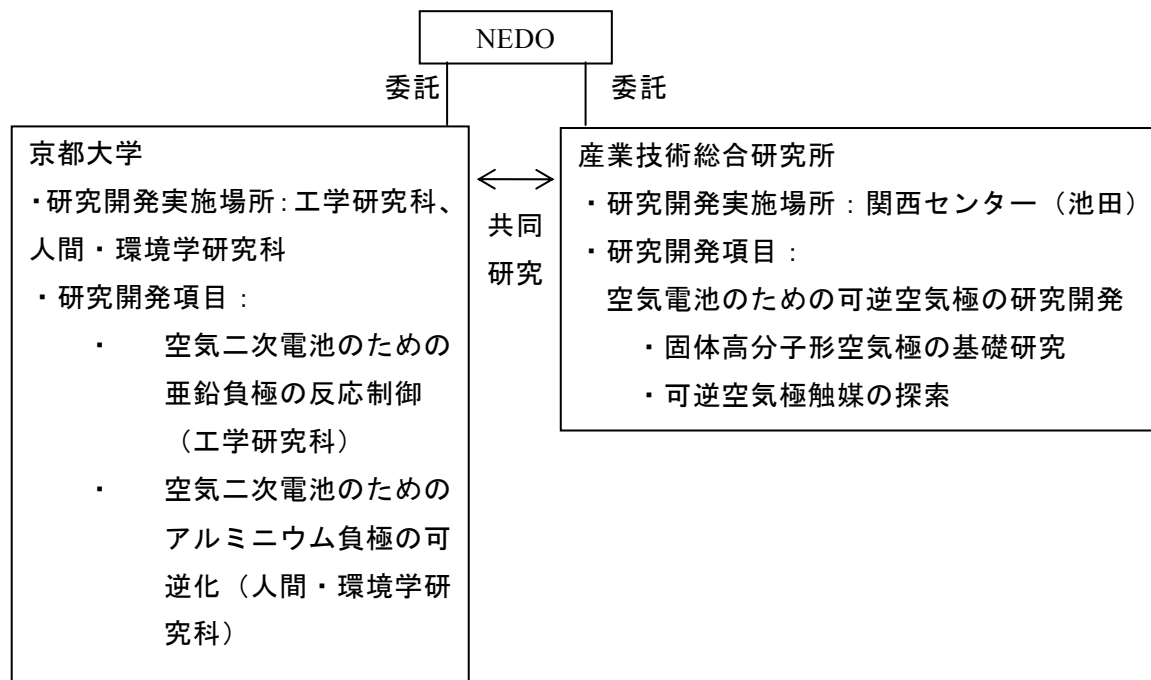 NEDO
委託
委託
京都大学
・研究開発実施場所：工学研究科、
人間・環境学研究科
・研究開発項目：
・ 空気二次電池のための
亜鉛負極の反応制御
（工学研究科）
・ 空気二次電池のための
アルミニウム負極の可
逆化（人間・環境学研
究科）
共同
研究
産業技術総合研究所
・研究開発実施場所：関西センター（池田）
・研究開発項目：
空気電池のための可逆空気極の研究開発
・固体高分子形空気極の基礎研究
・可逆空気極触媒の探索